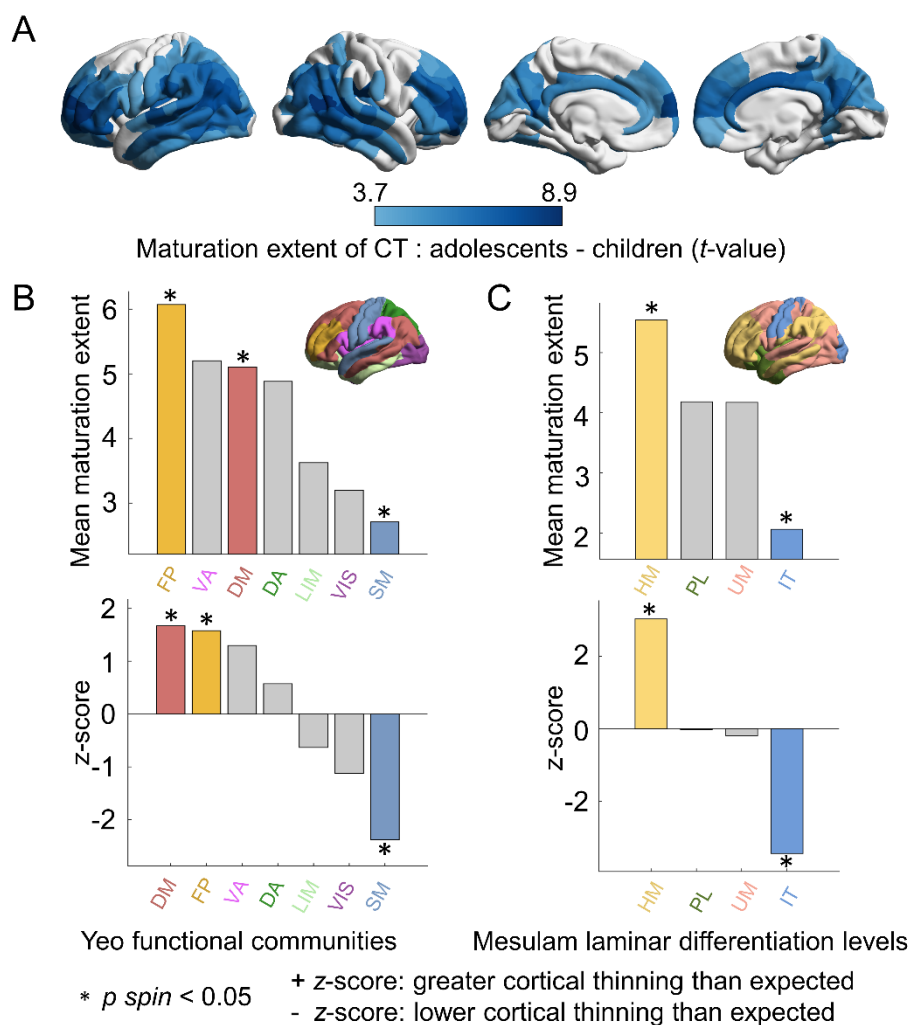 A
3.7 8.9
Maturation extent of CT : adolescents - children (t-value)
B
Mean maturation extent
6
5
4
3
*
*
*
FP VA DM DA LIM VIS SM
z-score
2
1
0
-1
-2
* *
*
DM FP VA DA LIM VIS SM
Yeo functional communities
C
Mean maturation extent
5
4
3
2
*
*
HM PL UM IT
z-score
2
0
-2
*
*
HM PL UM IT
Mesulam laminar differentiation levels
* p spin < 0.05
+ z-score: greater cortical thinning than expected
- z-score: lower cortical thinning than expected